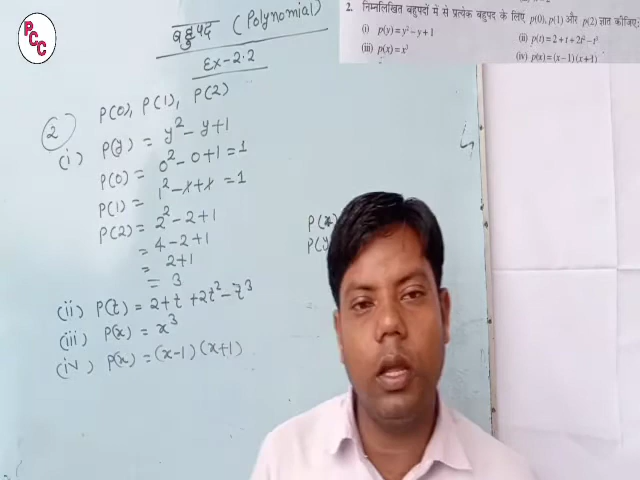 PCC
बहुपद (Polynomial)
Ex-2.2
2. निम्नलिखित बहुपदों में से प्रत्येक बहुपद के लिए p(0), p(1) और p(2) ज्ञात कीजिए:
(i) p(y) = y² – y + 1
(ii) p(t) = 2 + t + 2t² – t³
(iii) p(x) = x³
(iv) p(x) = (x – 1) (x + 1)
2 P(0), P(1), P(2)
(i) P(y) = y² - y+1
P(0) = 0² - 0+1 = 1
P(1) = 1² - 1+1 = 1
P(2) = 2² - 2+1
= 4 - 2+1
= 2+1
= 3
(ii) P(t) = 2+t +2t² - t³
(iii) P(x) = x³
(iv) P(x) = (x-1) (x+1)